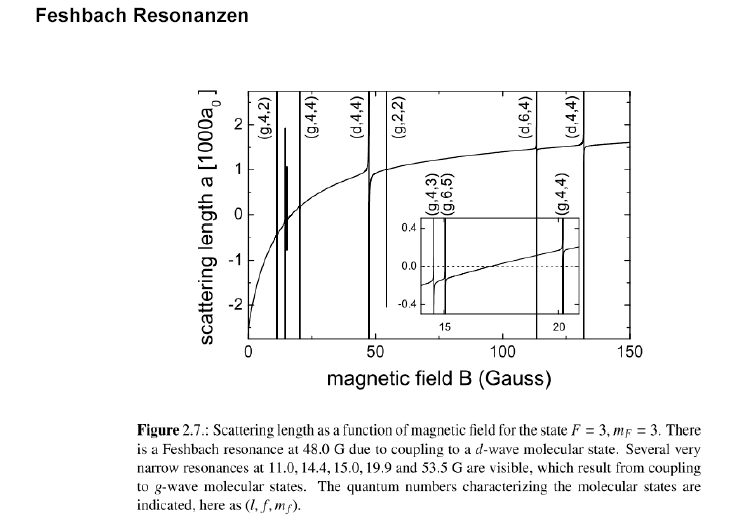 Feshbach Resonanzen
scattering length a [1000a₀]
2
1
0
-1
-2
(g,4,2)
(g,4,4)
(d,4,4)
(g,2,2)
(d,6,4)
(d,4,4)
(g,4,3)
(g,6,5)
(g,4,4)
0.4
0.0
-0.4
15
20
0
50
100
150
magnetic field B (Gauss)
Figure 2.7.: Scattering length as a function of magnetic field for the state F = 3, m_F = 3. There
is a Feshbach resonance at 48.0 G due to coupling to a d-wave molecular state. Several very
narrow resonances at 11.0, 14.4, 15.0, 19.9 and 53.5 G are visible, which result from coupling
to g-wave molecular states. The quantum numbers characterizing the molecular states are
indicated, here as (l, f, m_f).